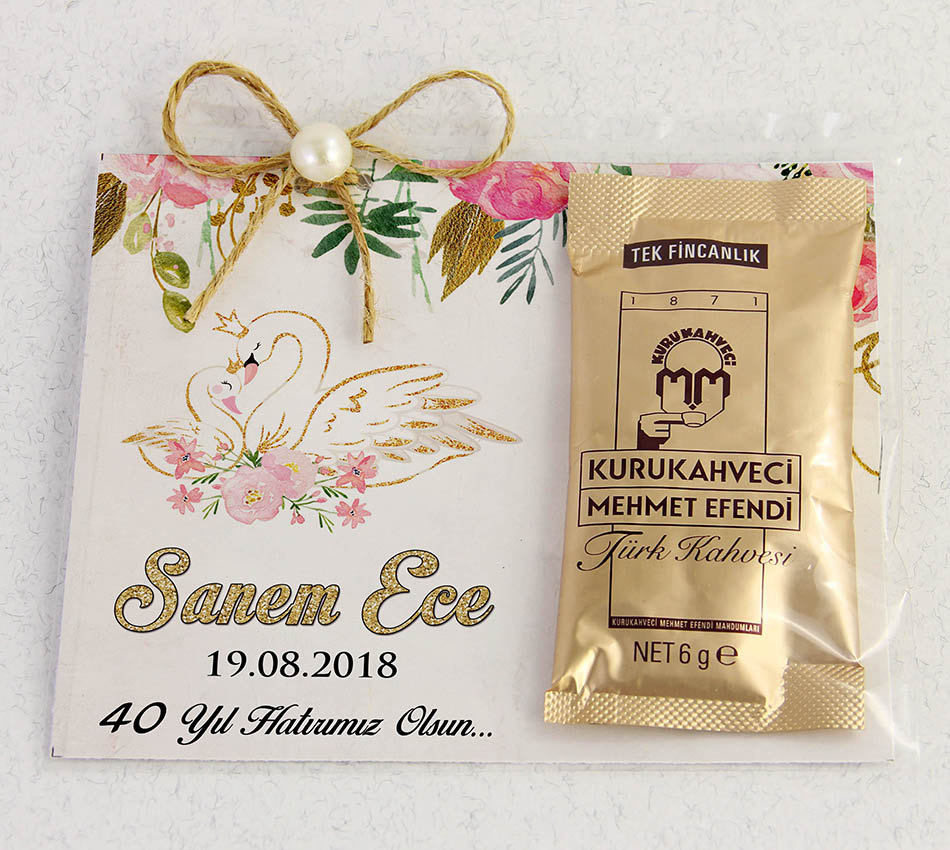 Sanem Ece
19.08.2018
40 Yıl Hatırımız Olsun...
TEK FİNCANLIK
1871
KURUKAHVECİ
MM
KURUKAHVECİ
MEHMET EFENDİ
Türk Kahvesi
KURUKAHVECİ MEHMET EFENDİ MAHDUMLARI
NET 6 g e